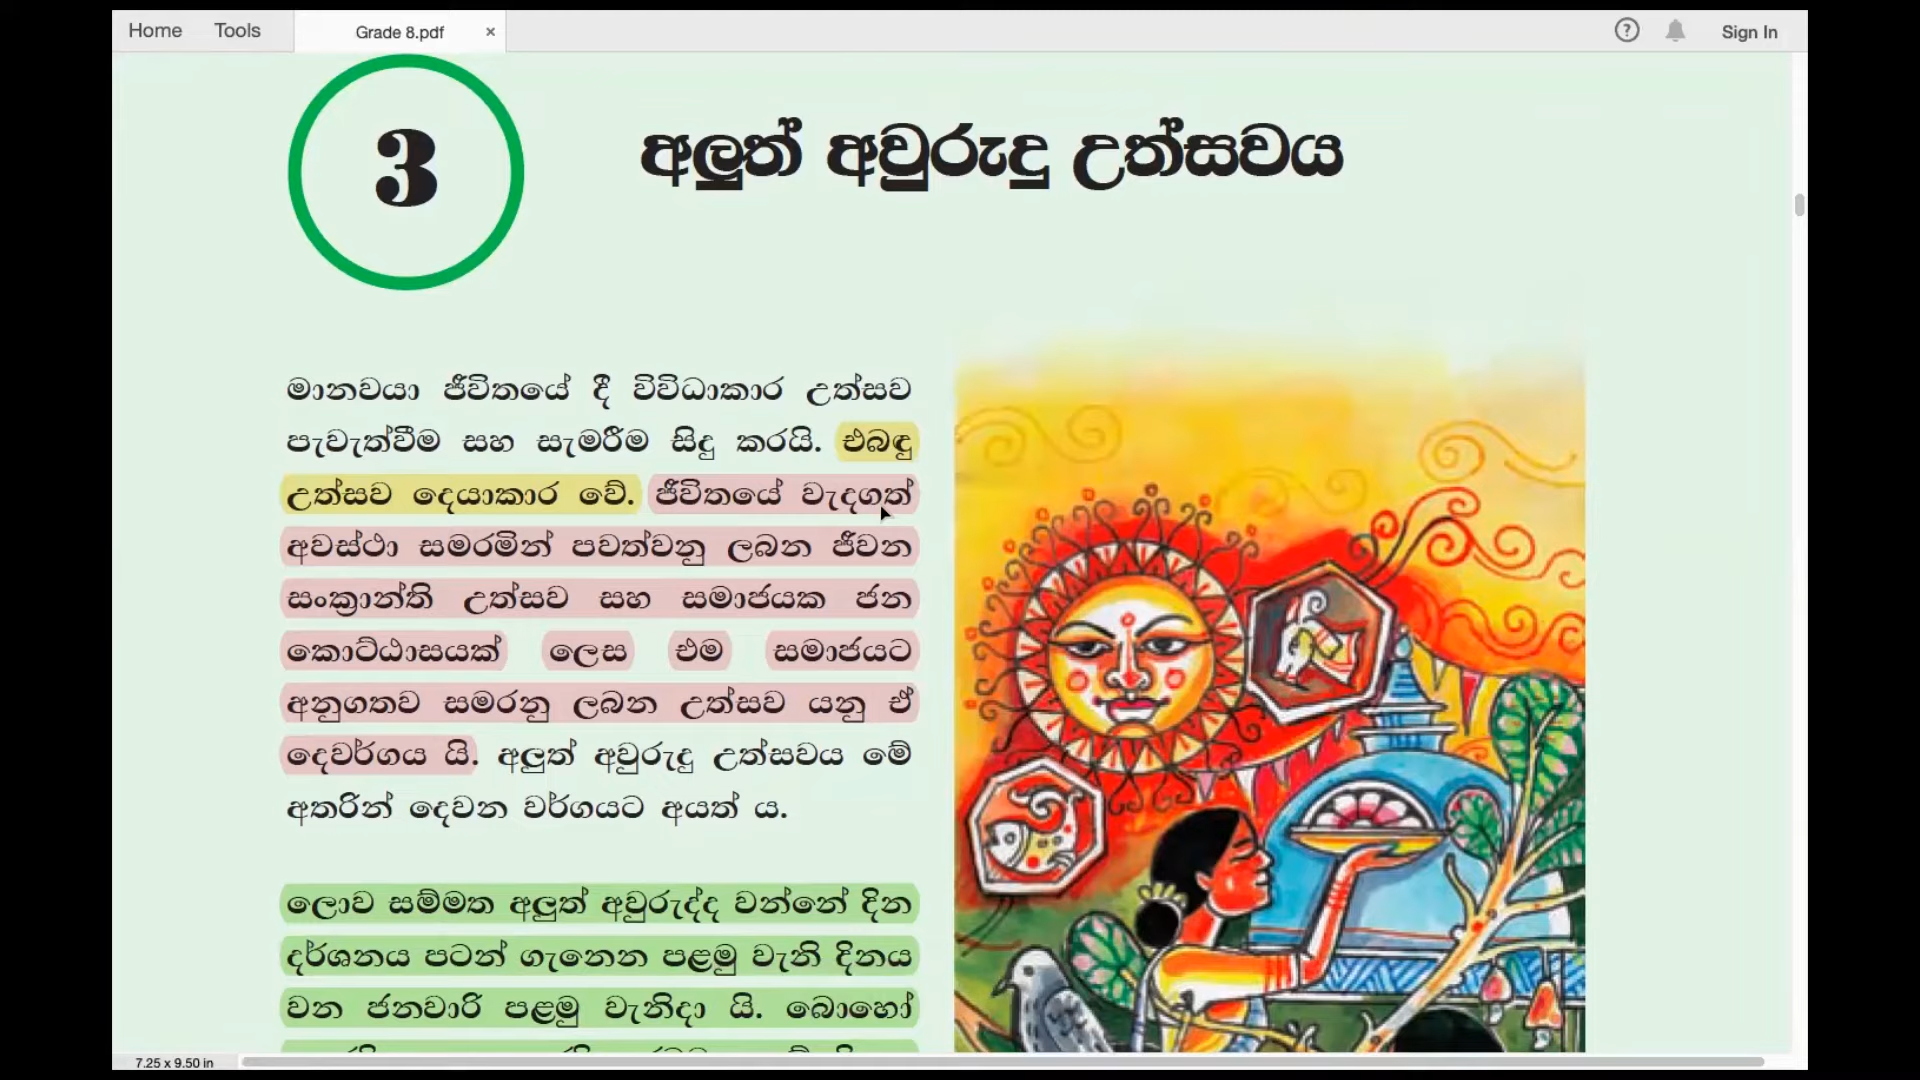 Home Tools Grade 8.pdf × ? Sign In
3
අලුත් අවුරුදු උත්සවය
මානවයා ජීවිතයේ දී විවිධාකාර උත්සව
පැවැත්වීම සහ සැමරීම සිදු කරයි. එබඳු
උත්සව දෙයාකාර වේ. ජීවිතයේ වැදගත්
අවස්ථා සමරමින් පවත්වනු ලබන ජීවන
සංක්‍රාන්ති උත්සව සහ සමාජයක ජන
කොට්ඨාසයක් ලෙස එම සමාජයට
අනුගතව සමරනු ලබන උත්සව යනු ඒ
දෙවර්ගය යි. අලුත් අවුරුදු උත්සවය මේ
අතරින් දෙවන වර්ගයට අයත් ය.
ලොව සම්මත අලුත් අවුරුද්ද වන්නේ දින
දර්ශනය පටන් ගැනෙන පළමු වැනි දිනය
වන ජනවාරි පළමු වැනිදා යි. බොහෝ
7.25 x 9.50 in